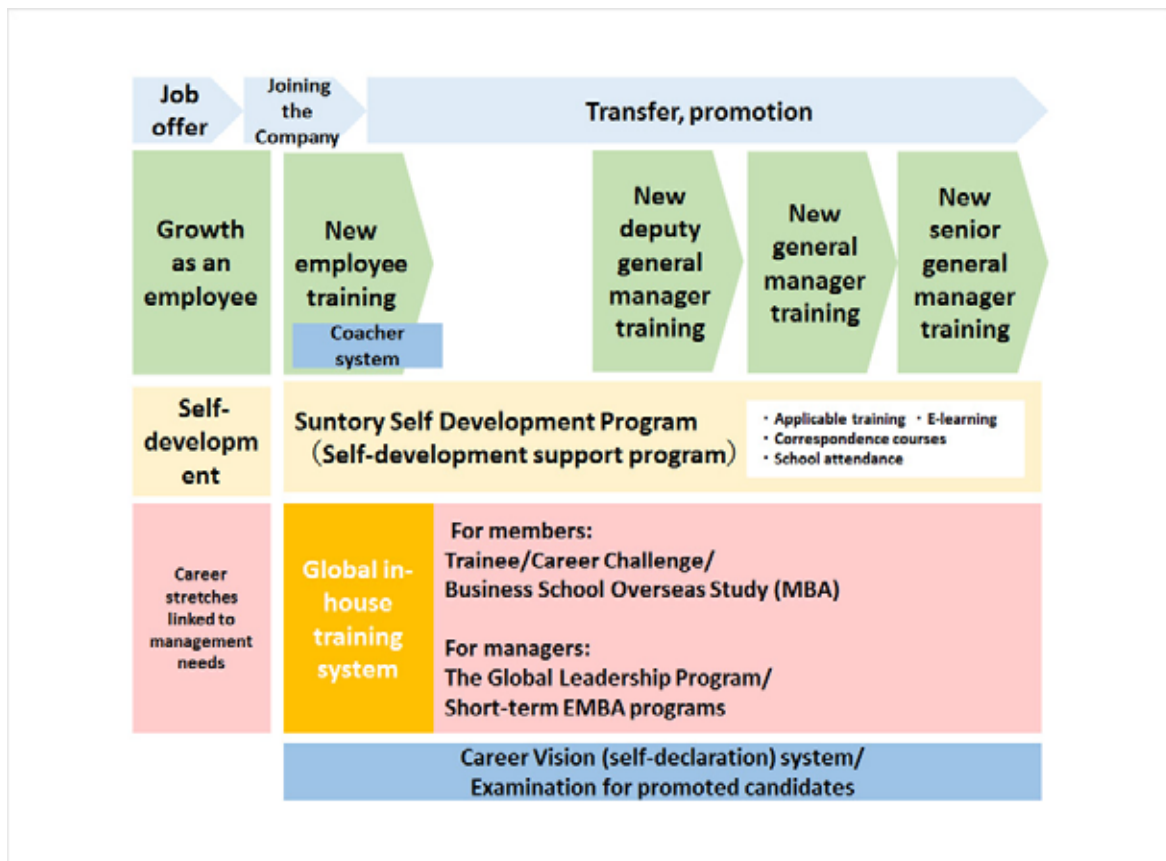 Job
offer
Joining
the
Company
Transfer, promotion
Growth
as an
employee
New
employee
training
Coacher
system
New
deputy
general
manager
training
New
general
manager
training
New
senior
general
manager
training
Self-
developm
ent
Suntory Self Development Program
（Self-development support program）
・Applicable training ・E-learning
・Correspondence courses
・School attendance
Career
stretches
linked to
management
needs
Global in-
house
training
system
For members:
Trainee/Career Challenge/
Business School Overseas Study (MBA)
For managers:
The Global Leadership Program/
Short-term EMBA programs
Career Vision (self-declaration) system/
Examination for promoted candidates